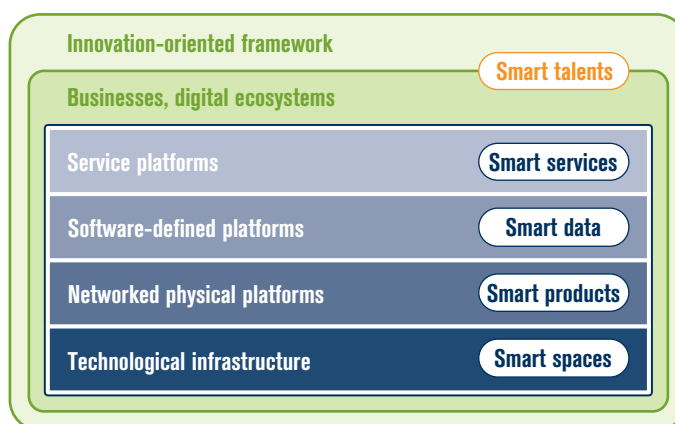 Innovation-oriented framework
Smart talents
Businesses, digital ecosystems
Service platforms
Smart services
Software-defined platforms
Smart data
Networked physical platforms
Smart products
Technological infrastructure
Smart spaces